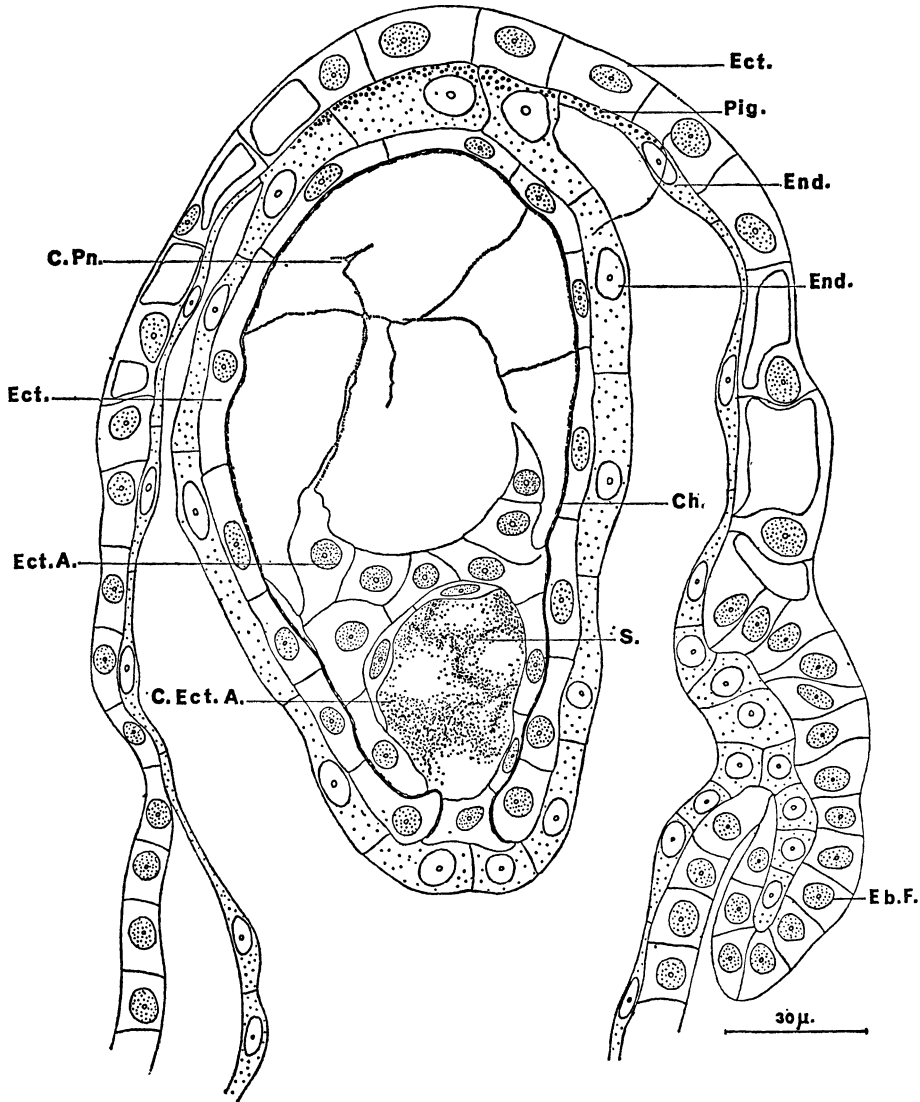 Ect.
Pig.
End.
C.Pn.
End.
Ect.
Ch.
Ect.A.
S.
C.Ect.A.
Eb.F.
30µ.